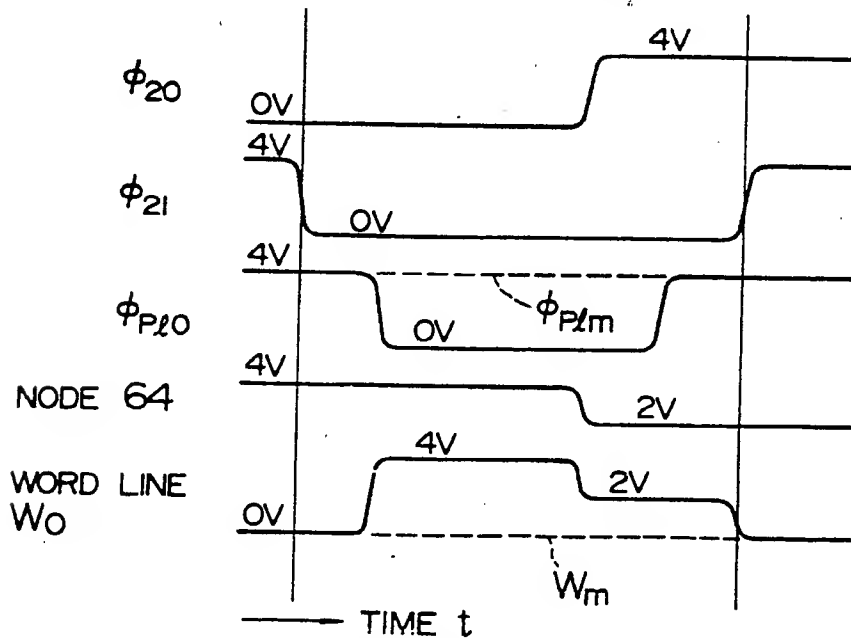 4V
ϕ20
0V
4V
ϕ21
0V
4V
ϕPℓm
ϕPℓ0
0V
4V
NODE 64
2V
4V
WORD LINE
W0
2V
0V
Wm
TIME t